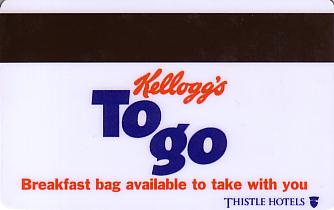 Kellogg's
To
go
Breakfast bag available to take with you
THISTLE HOTELS